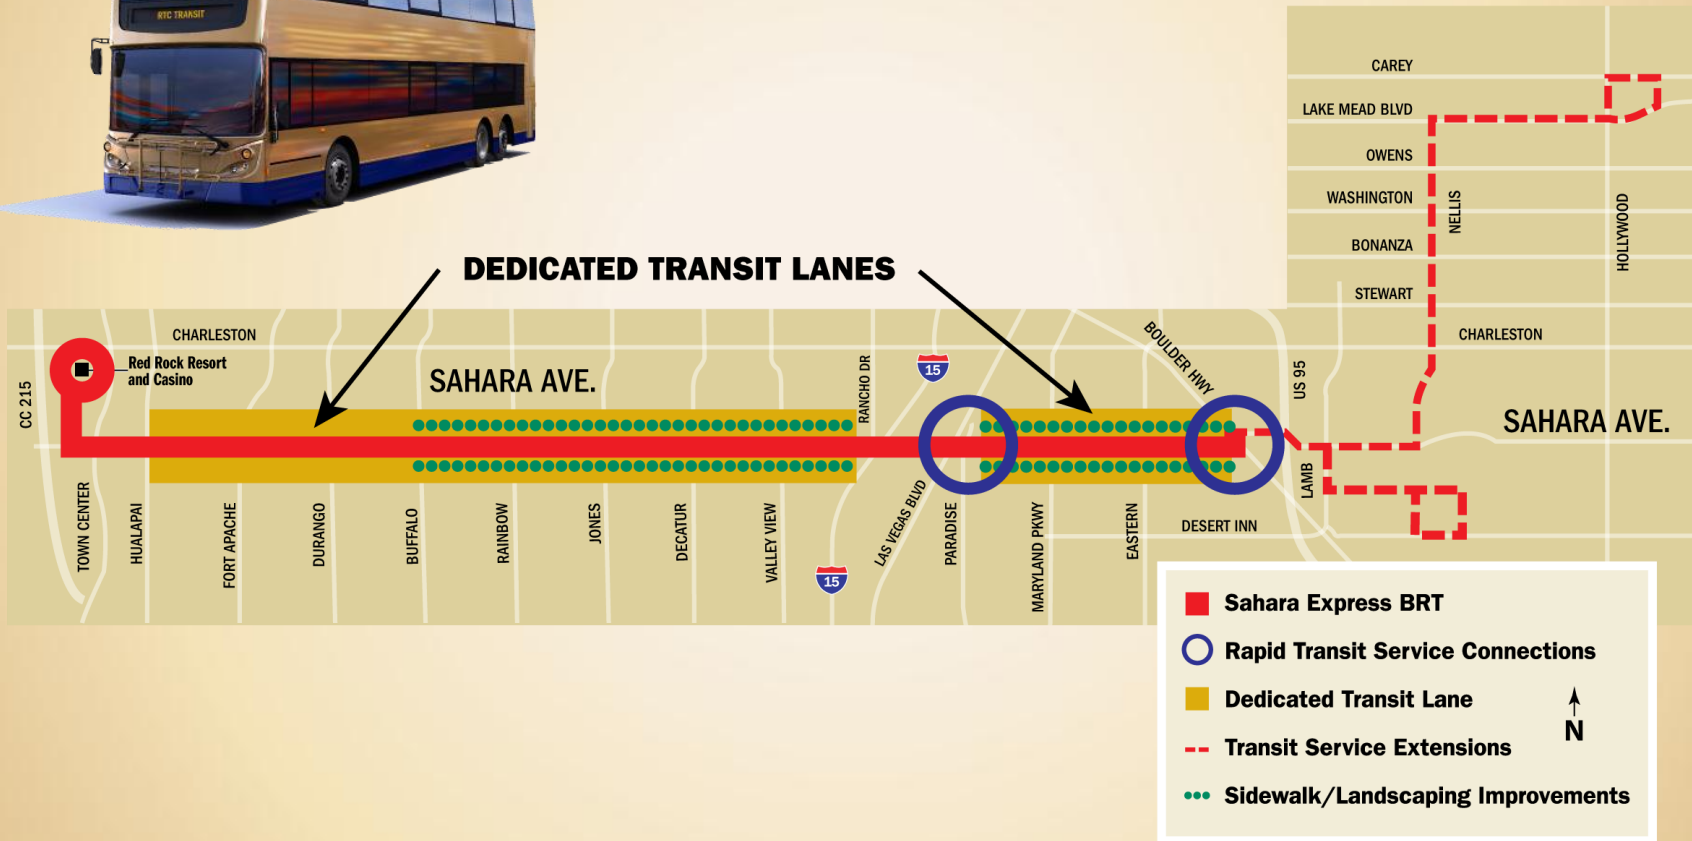 RTC TRANSIT
CAREY
LAKE MEAD BLVD
OWENS
WASHINGTON
NELLIS
HOLLYWOOD
BONANZA
STEWART
CHARLESTON
DEDICATED TRANSIT LANES
CHARLESTON
Red Rock Resort
and Casino
SAHARA AVE.
CC 215
RANCHO DR
15
BOULDER HWY
US 95
SAHARA AVE.
TOWN CENTER
HUALAPAI
FORT APACHE
DURANGO
BUFFALO
RAINBOW
JONES
DECATUR
VALLEY VIEW
15
LAS VEGAS BLVD
PARADISE
MARYLAND PKWY
EASTERN
DESERT INN
LAMB
Sahara Express BRT
Rapid Transit Service Connections
Dedicated Transit Lane
Transit Service Extensions
Sidewalk/Landscaping Improvements
N